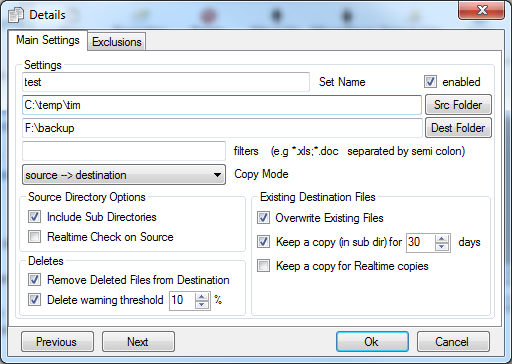 Details
Main Settings Exclusions
Settings
test Set Name enabled
C:\temp\tim Src Folder
F:\backup Dest Folder
filters (e.g *.xls;*.doc separated by semi colon)
source --> destination Copy Mode
Source Directory Options
Include Sub Directories
Realtime Check on Source
Existing Destination Files
Overwrite Existing Files
Keep a copy (in sub dir) for 30 days
Keep a copy for Realtime copies
Deletes
Remove Deleted Files from Destination
Delete warning threshold 10 %
Previous Next Ok Cancel